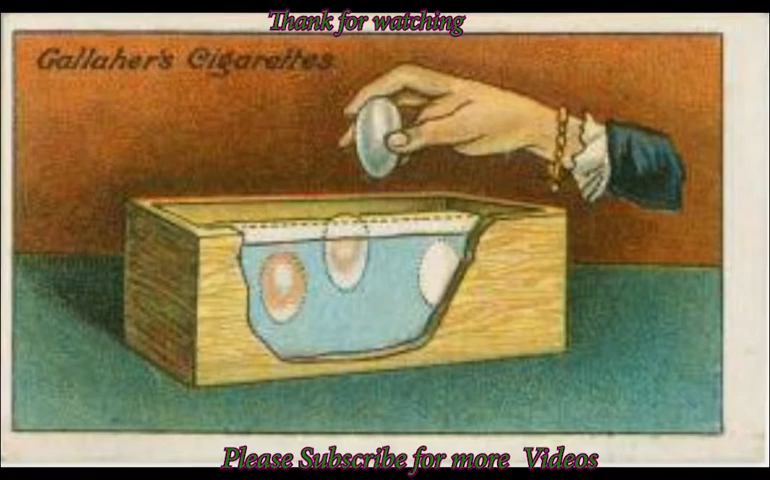 Thank for watching
Gallaher's Cigarettes
Please Subscribe for more Videos